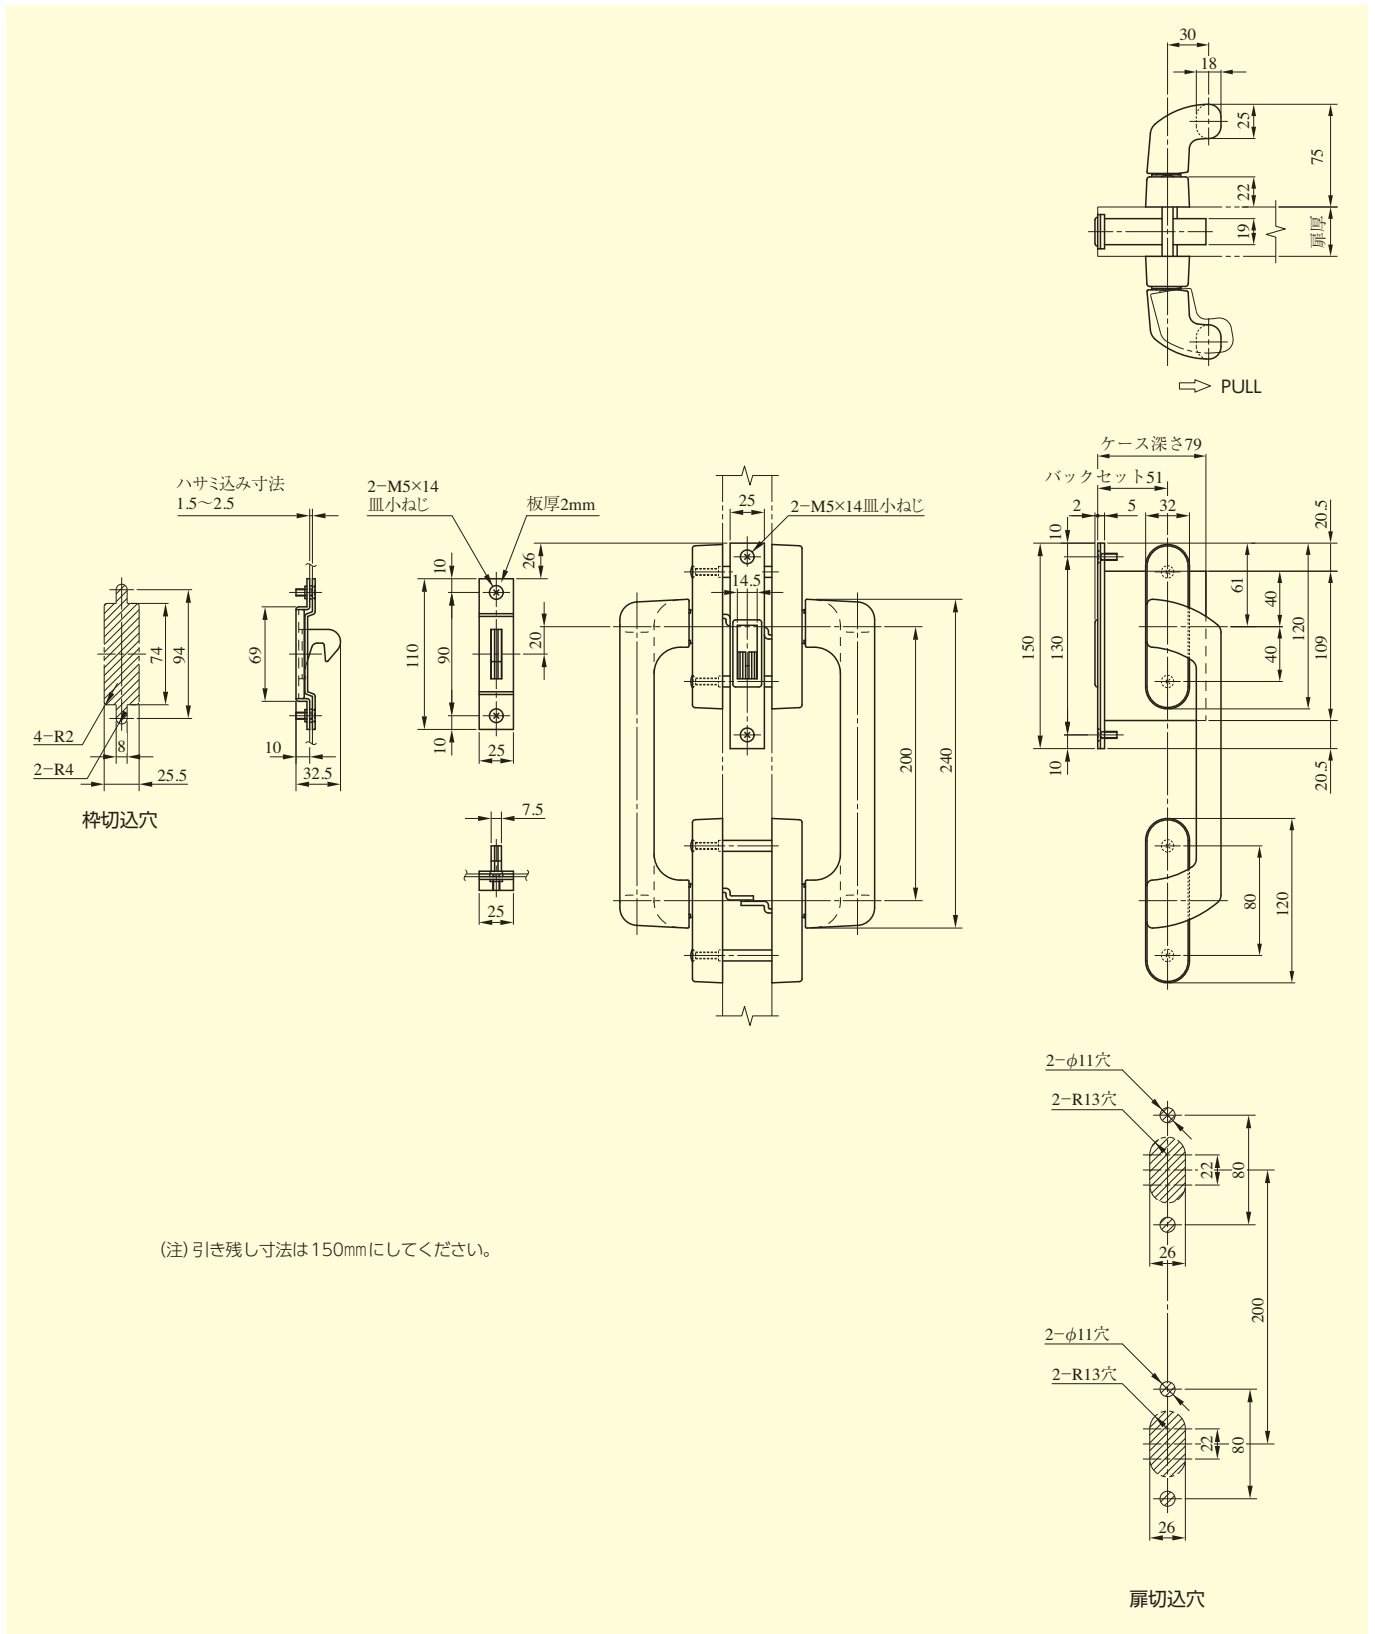 30
18
25
75
22
19
扉厚
PULL
ケース深さ79
バックセット51
2
5
32
10
20.5
61
40
120
109
40
150
130
10
20.5
80
120
ハサミ込み寸法
1.5〜2.5
2−M5×14
皿小ねじ
板厚2mm
25
2−M5×14皿小ねじ
26
10
14.5
20
110
90
10
25
69
10
32.5
74
94
4−R2
2−R4
8
25.5
枠切込穴
7.5
25
200
240
2−φ11穴
2−R13穴
22
80
26
200
2−φ11穴
2−R13穴
22
80
26
扉切込穴
(注)引き残し寸法は150mmにしてください。